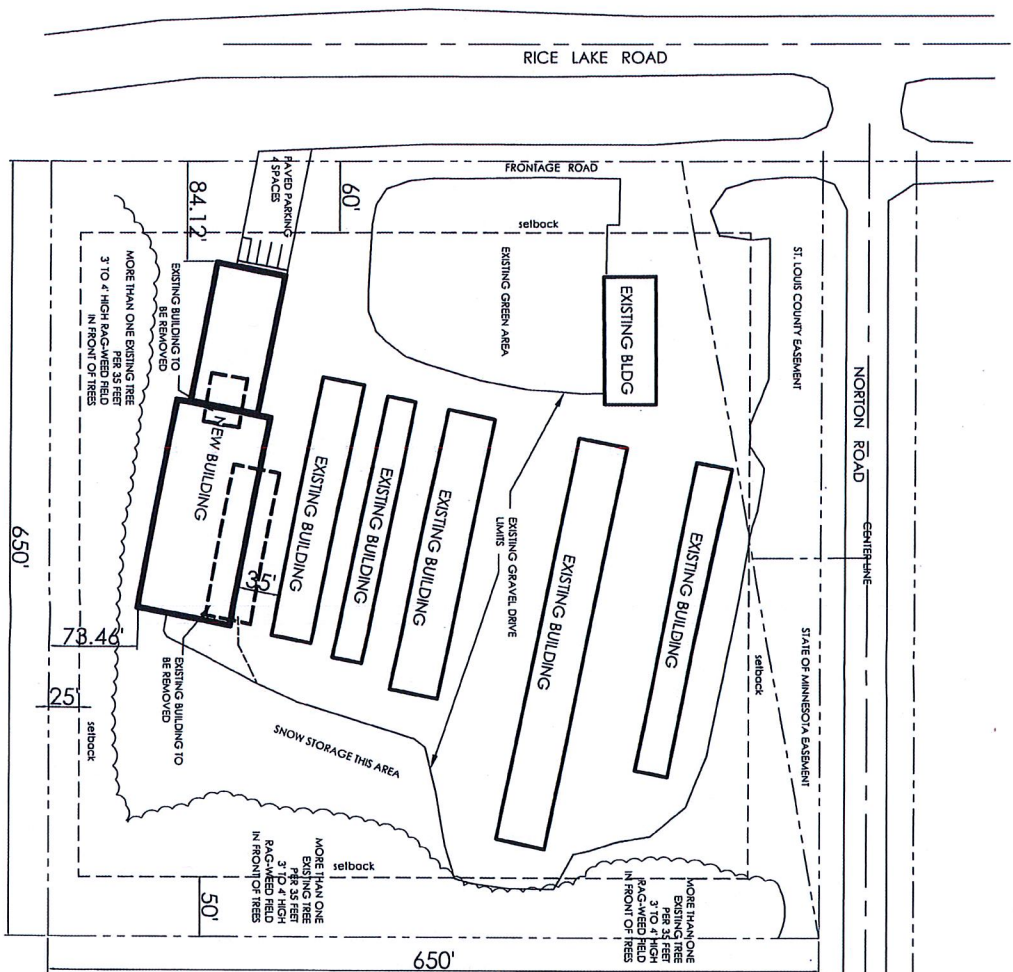 RICE LAKE ROAD
FRONTAGE ROAD
PAVED PARKING
4 SPACES
84.12'
60'
setback
ST. LOUIS COUNTY EASEMENT
NORTON ROAD
CENTER LINE
EXISTING GREEN AREA
EXISTING BLDG
EXISTING BUILDING TO
BE REMOVED
MORE THAN ONE EXISTING TREE
PER 35 FEET
3' TO 4' HIGH RAG-WEED FIELD
IN FRONT OF TREES
NEW BUILDING
EXISTING BUILDING
EXISTING BUILDING
EXISTING BUILDING
EXISTING BUILDING
EXISTING BUILDING
EXISTING GRAVEL DRIVE
LIMITS
35'
650'
73.46'
25'
setback
EXISTING BUILDING TO
BE REMOVED
SNOW STORAGE THIS AREA
setback
STATE OF MINNESOTA EASEMENT
MORE THAN ONE
EXISTING TREE
PER 35 FEET
3' TO 4' HIGH
RAG-WEED FIELD
IN FRONT OF TREES
setback
50'
MORE THAN ONE
EXISTING TREE
PER 35 FEET
3' TO 4' HIGH
RAG-WEED FIELD
IN FRONT OF TREES
650'